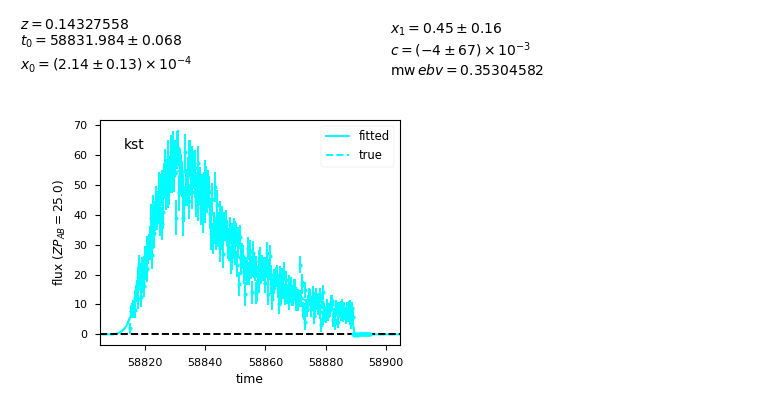 z = 0.14327558
t₀ = 58831.984 ± 0.068
x₀ = (2.14 ± 0.13) × 10⁻⁴
x₁ = 0.45 ± 0.16
c = (−4 ± 67) × 10⁻³
mw ebv = 0.35304582
kst
fitted
true
70
60
50
40
30
20
10
0
flux (ZP_AB = 25.0)
58820 58840 58860 58880 58900
time